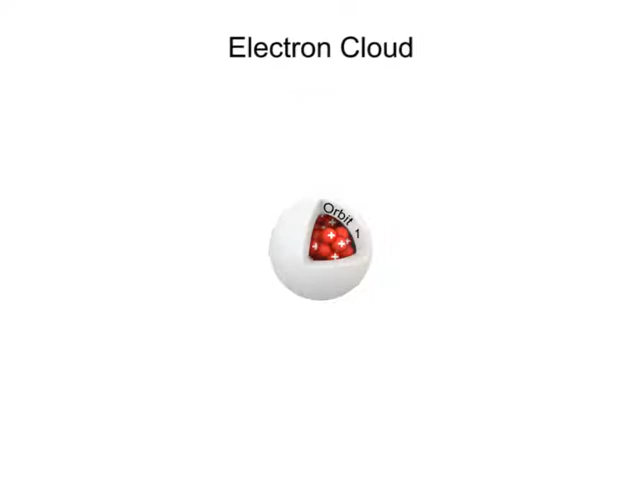 Electron Cloud
Orbit 1
+
+
+
+
+